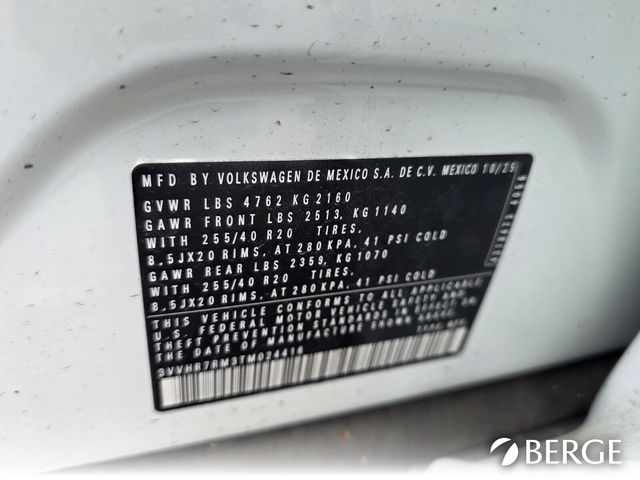 MFD BY VOLKSWAGEN DE MEXICO S.A. DE C.V. MEXICO 10/25
GVWR LBS 4762 KG 2160
GAWR FRONT LBS 2513, KG 1140
WITH 255/40 R20 TIRES.
8.5JX20 RIMS, AT 280 KPA, 41 PSI COLD
GAWR REAR LBS 2359, KG 1070
WITH 255/40 R20 TIRES.
8.5JX20 RIMS, AT 280 KPA, 41 PSI COLD
THIS VEHICLE CONFORMS TO ALL APPLICABLE
U.S. FEDERAL MOTOR VEHICLE SAFETY AND
THEFT PREVENTION STANDARDS IN EFFECT ON
THE DATE OF MANUFACTURE SHOWN ABOVE.
BERGE